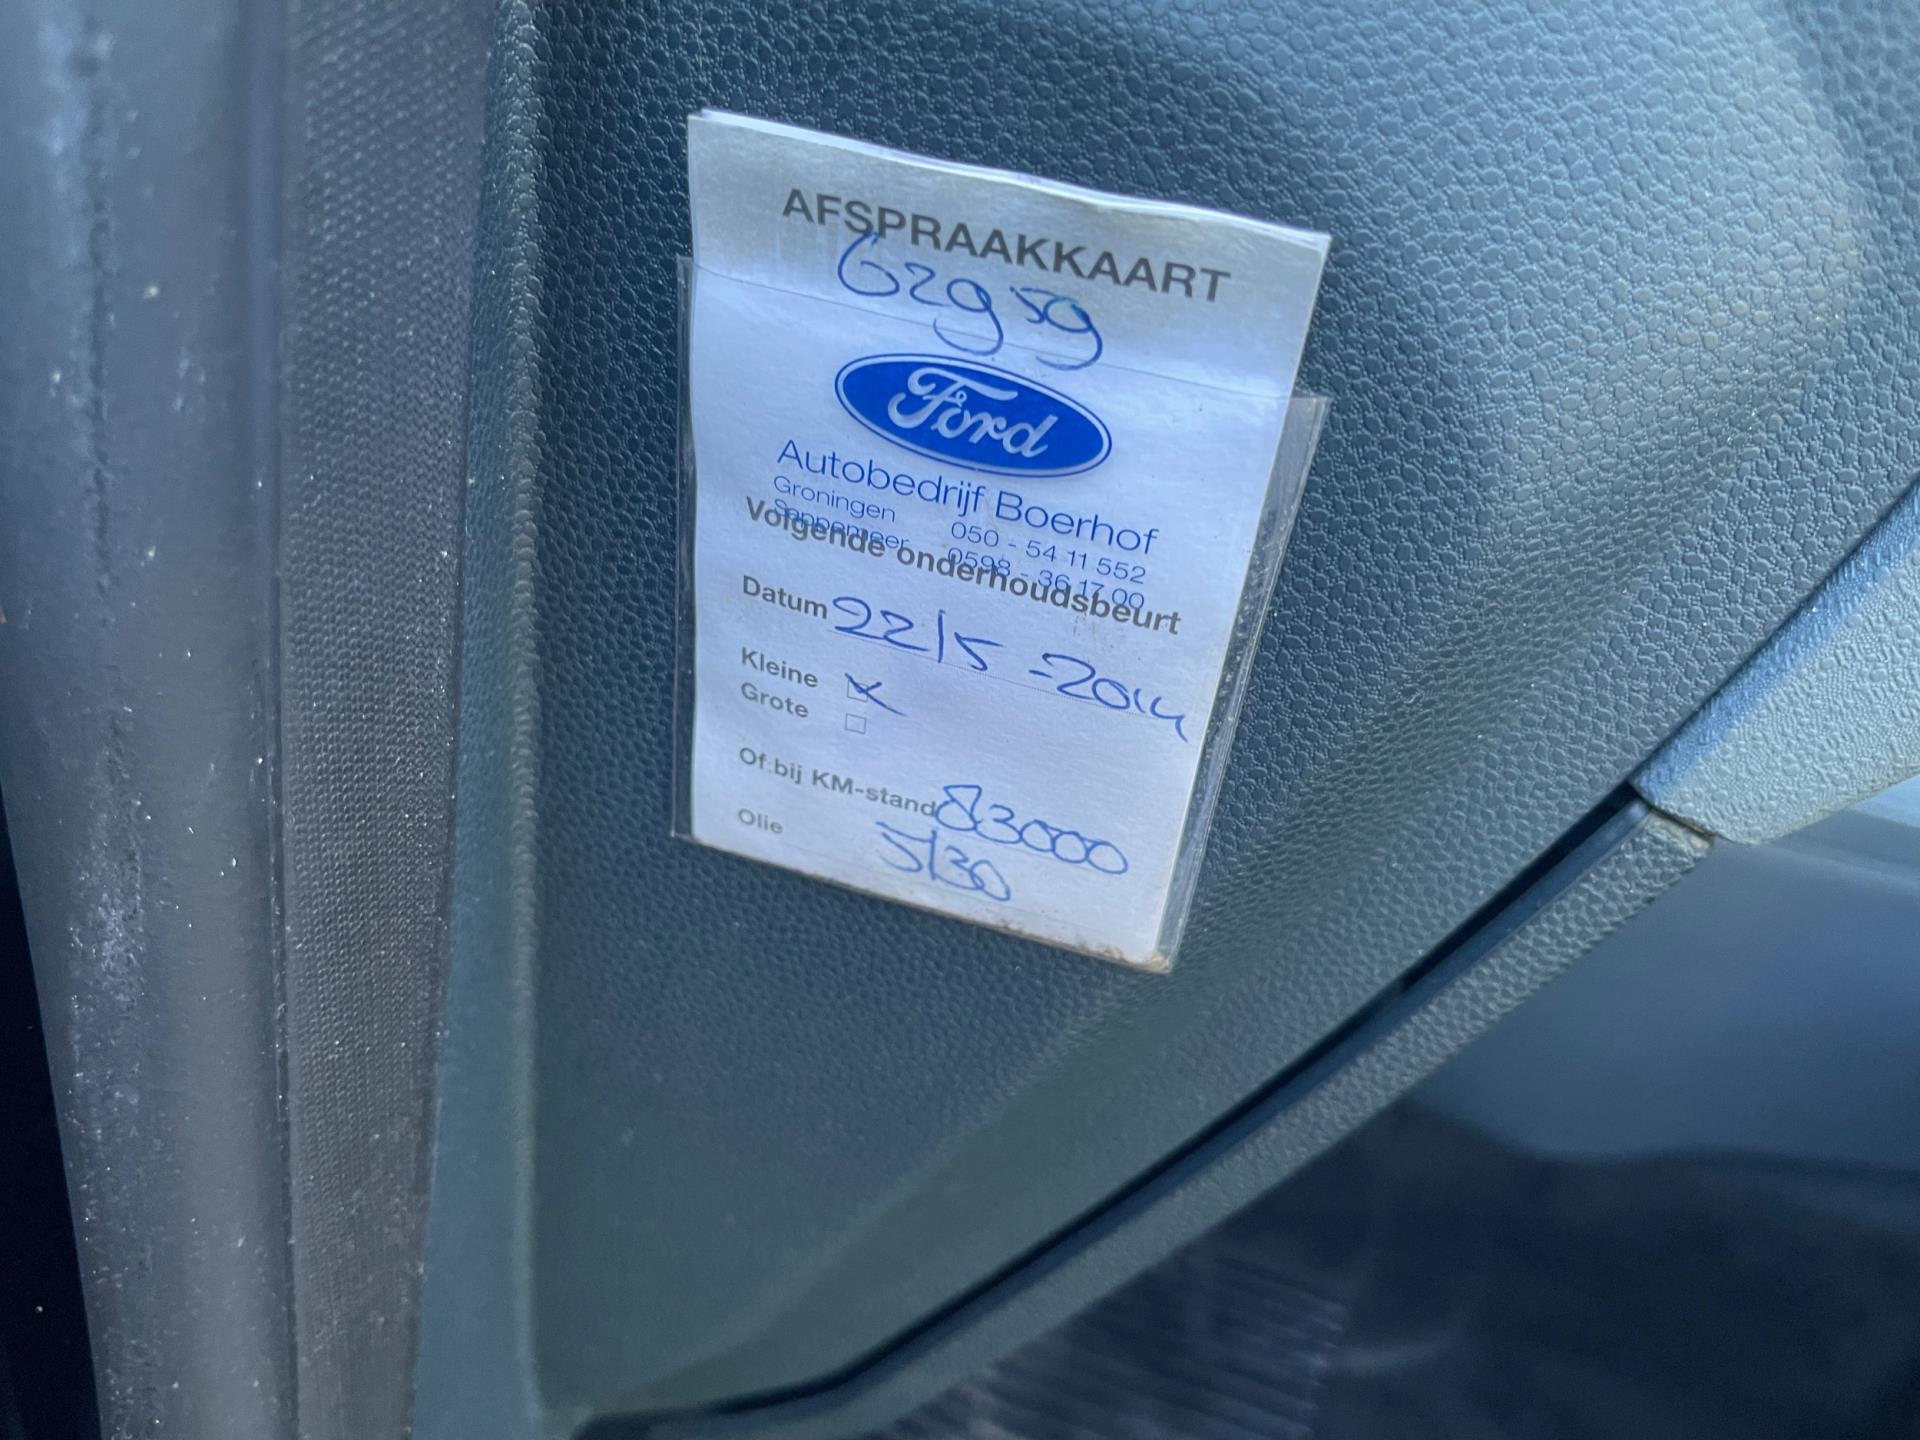 AFSPRAAKKAART
62959
Ford
Autobedrijf Boerhof
Groningen 050 - 54 11 552
Sappemeer 0598 - 36 17 00
Volgende onderhoudsbeurt
Datum 22/5-2014
Kleine X
Grote
Of bij KM-stand 83000
Olie 5/30